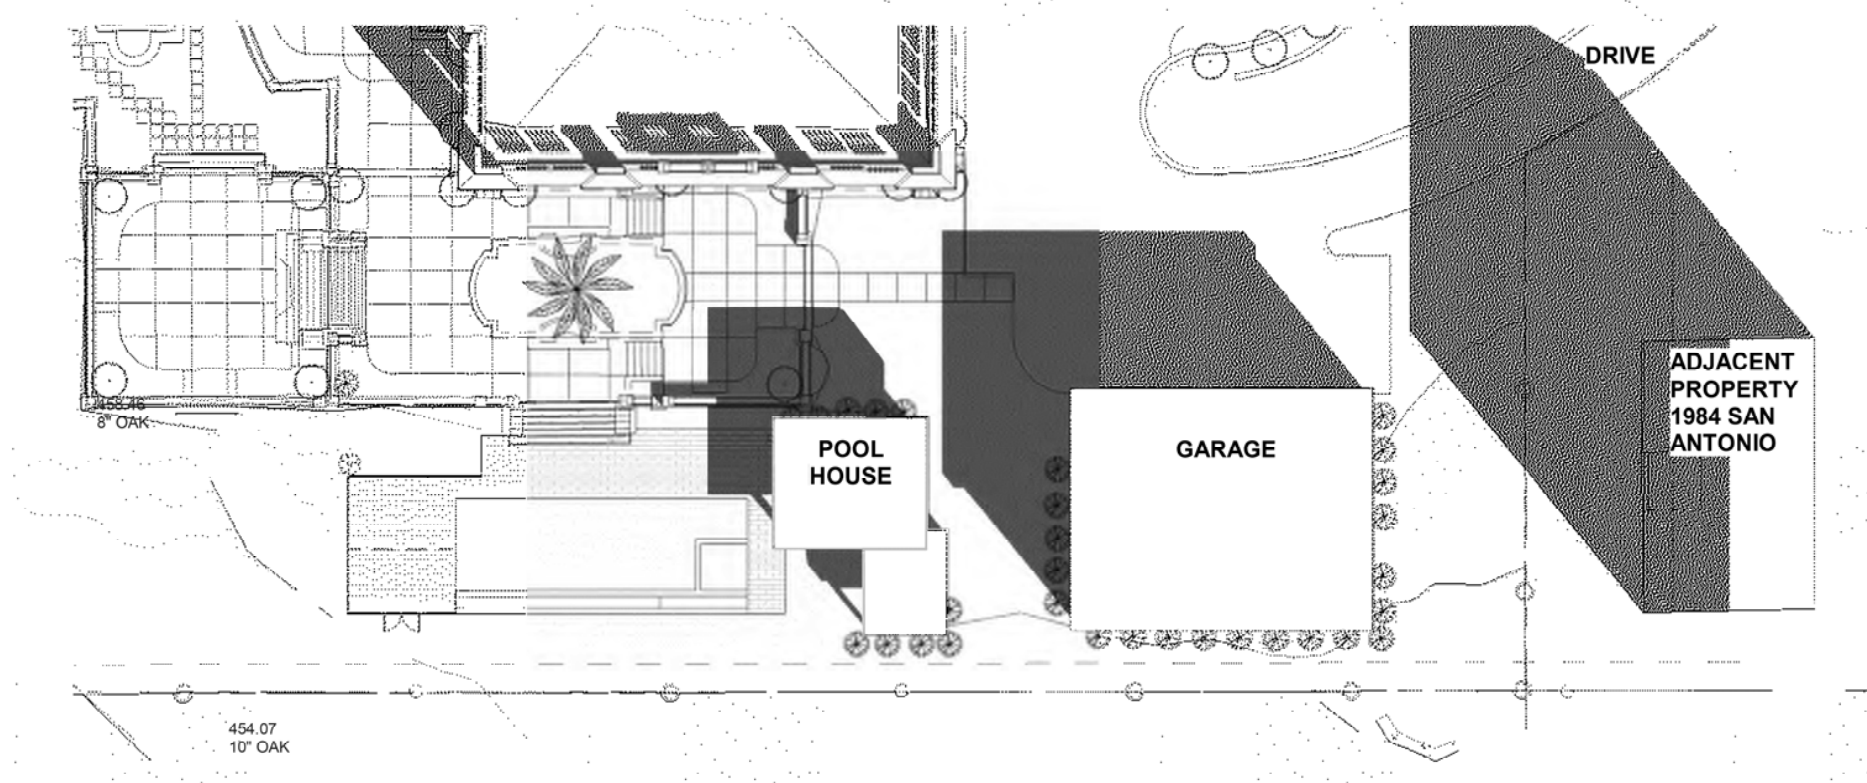 DRIVE
ADJACENT
PROPERTY
1984 SAN
ANTONIO
8" OAK
POOL
HOUSE
GARAGE
454.07
10" OAK